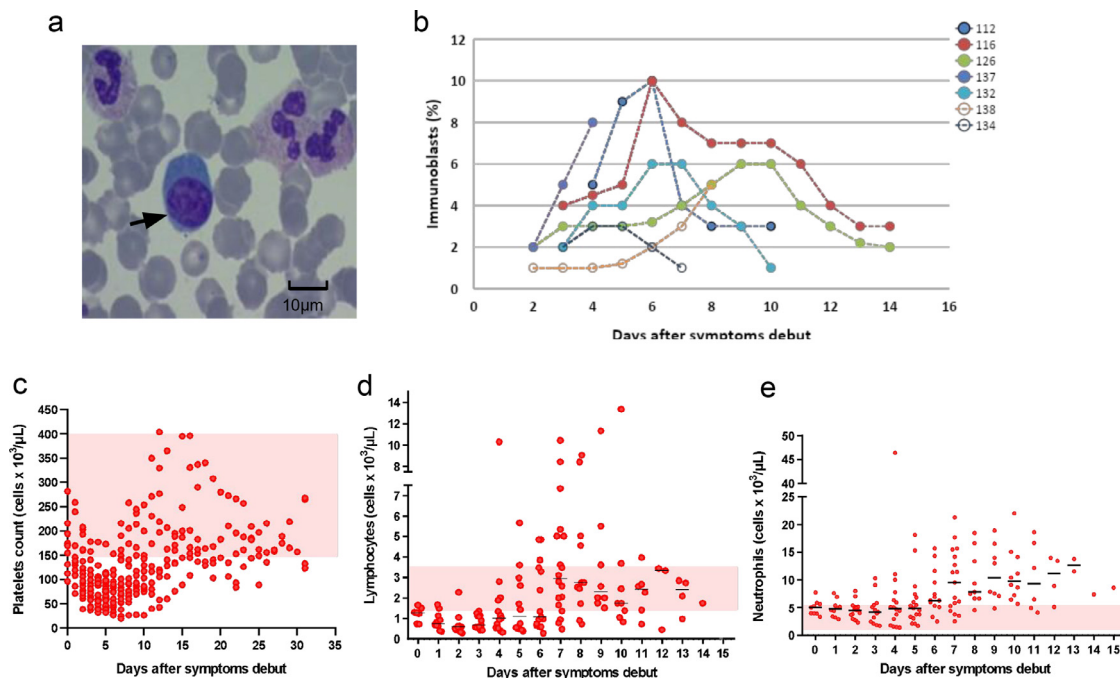 a
10µm
b
Immunoblasts (%)
12
10
8
6
4
2
0
0 2 4 6 8 10 12 14 16
Days after symptoms debut
112
116
126
137
132
138
134
c
Platelets count (cells x 10³/µL)
450
400
350
300
250
200
150
100
50
0
0 5 10 15 20 25 30 35
Days after symptoms debut
d
Lymphocytes (cells x 10³/µL)
14
12
10
8
7
6
5
4
3
2
1
0
0 1 2 3 4 5 6 7 8 9 10 11 12 13 14 15
Days after symptoms debut
e
Neutrophils (cells x 10³/µL)
50
45
40
35
30
25
20
15
10
5
0
0 1 2 3 4 5 6 7 8 9 10 11 12 13 14 15
Days after symptoms debut